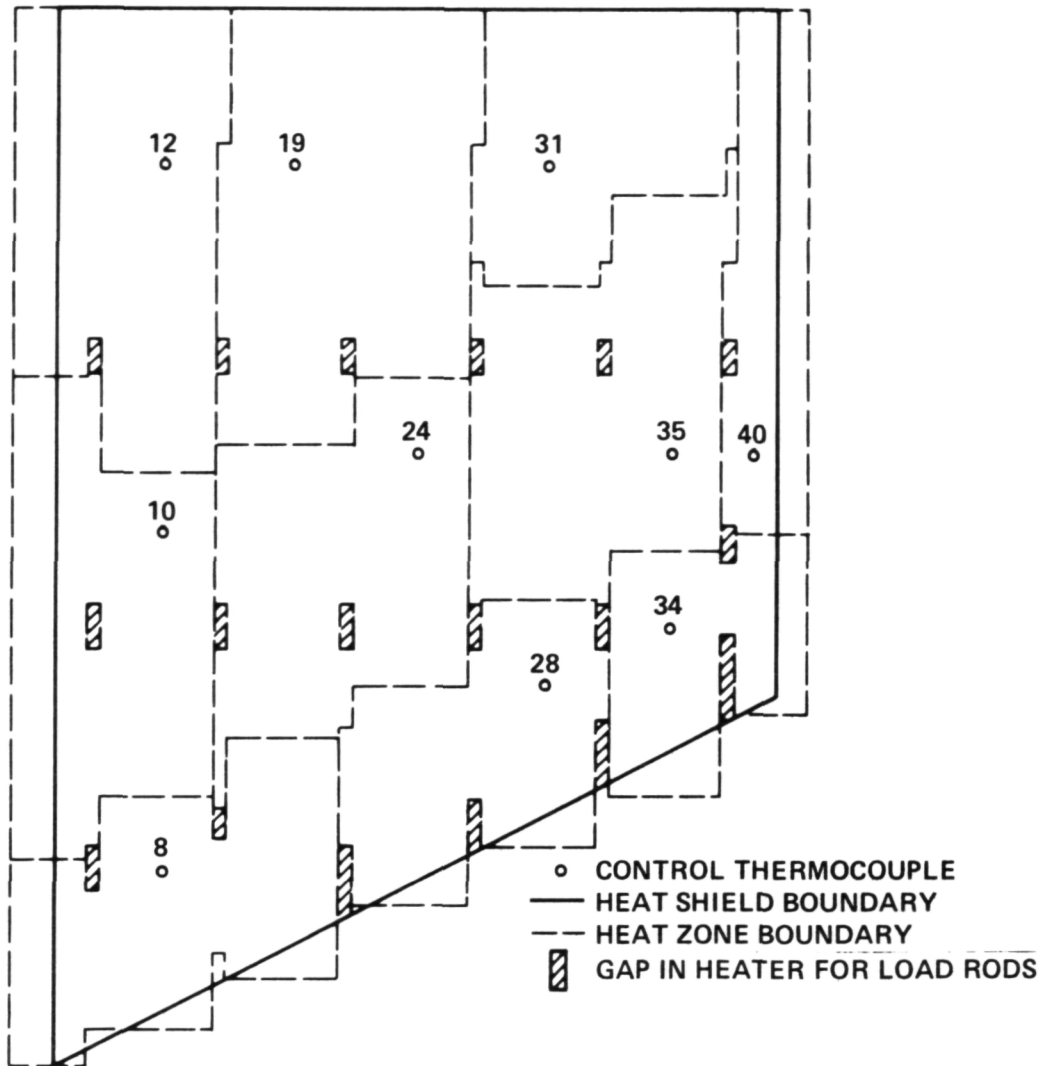 12
19
31
24
35
40
10
34
28
8
CONTROL THERMOCOUPLE
HEAT SHIELD BOUNDARY
HEAT ZONE BOUNDARY
GAP IN HEATER FOR LOAD RODS